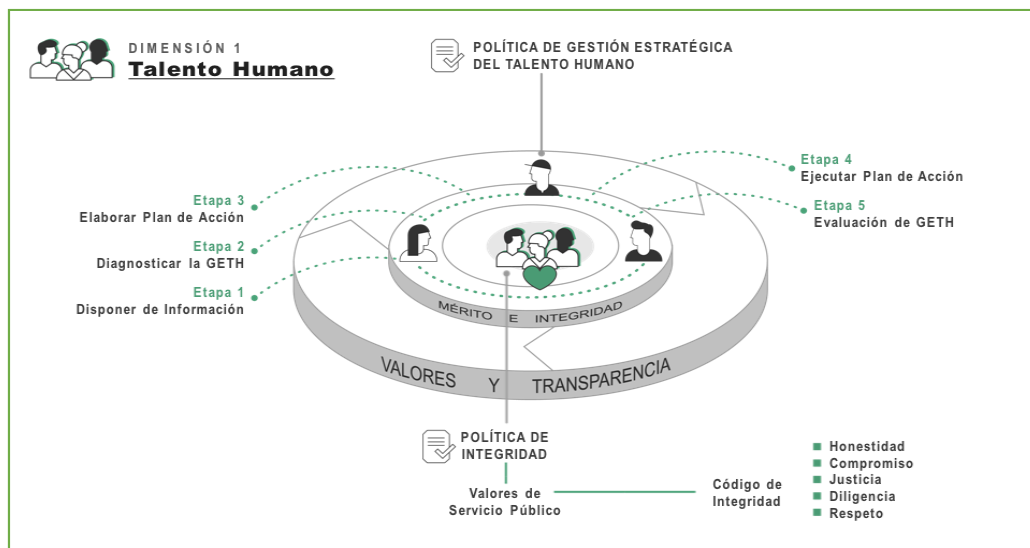 DIMENSIÓN 1
Talento Humano
POLÍTICA DE GESTIÓN ESTRATÉGICA
DEL TALENTO HUMANO
Etapa 4
Ejecutar Plan de Acción
Etapa 3
Elaborar Plan de Acción
Etapa 5
Evaluación de GETH
Etapa 2
Diagnosticar la GETH
Etapa 1
Disponer de Información
MÉRITO E INTEGRIDAD
VALORES Y TRANSPARENCIA
POLÍTICA DE
INTEGRIDAD
Valores de
Servicio Público
Código de
Integridad
Honestidad
Compromiso
Justicia
Diligencia
Respeto